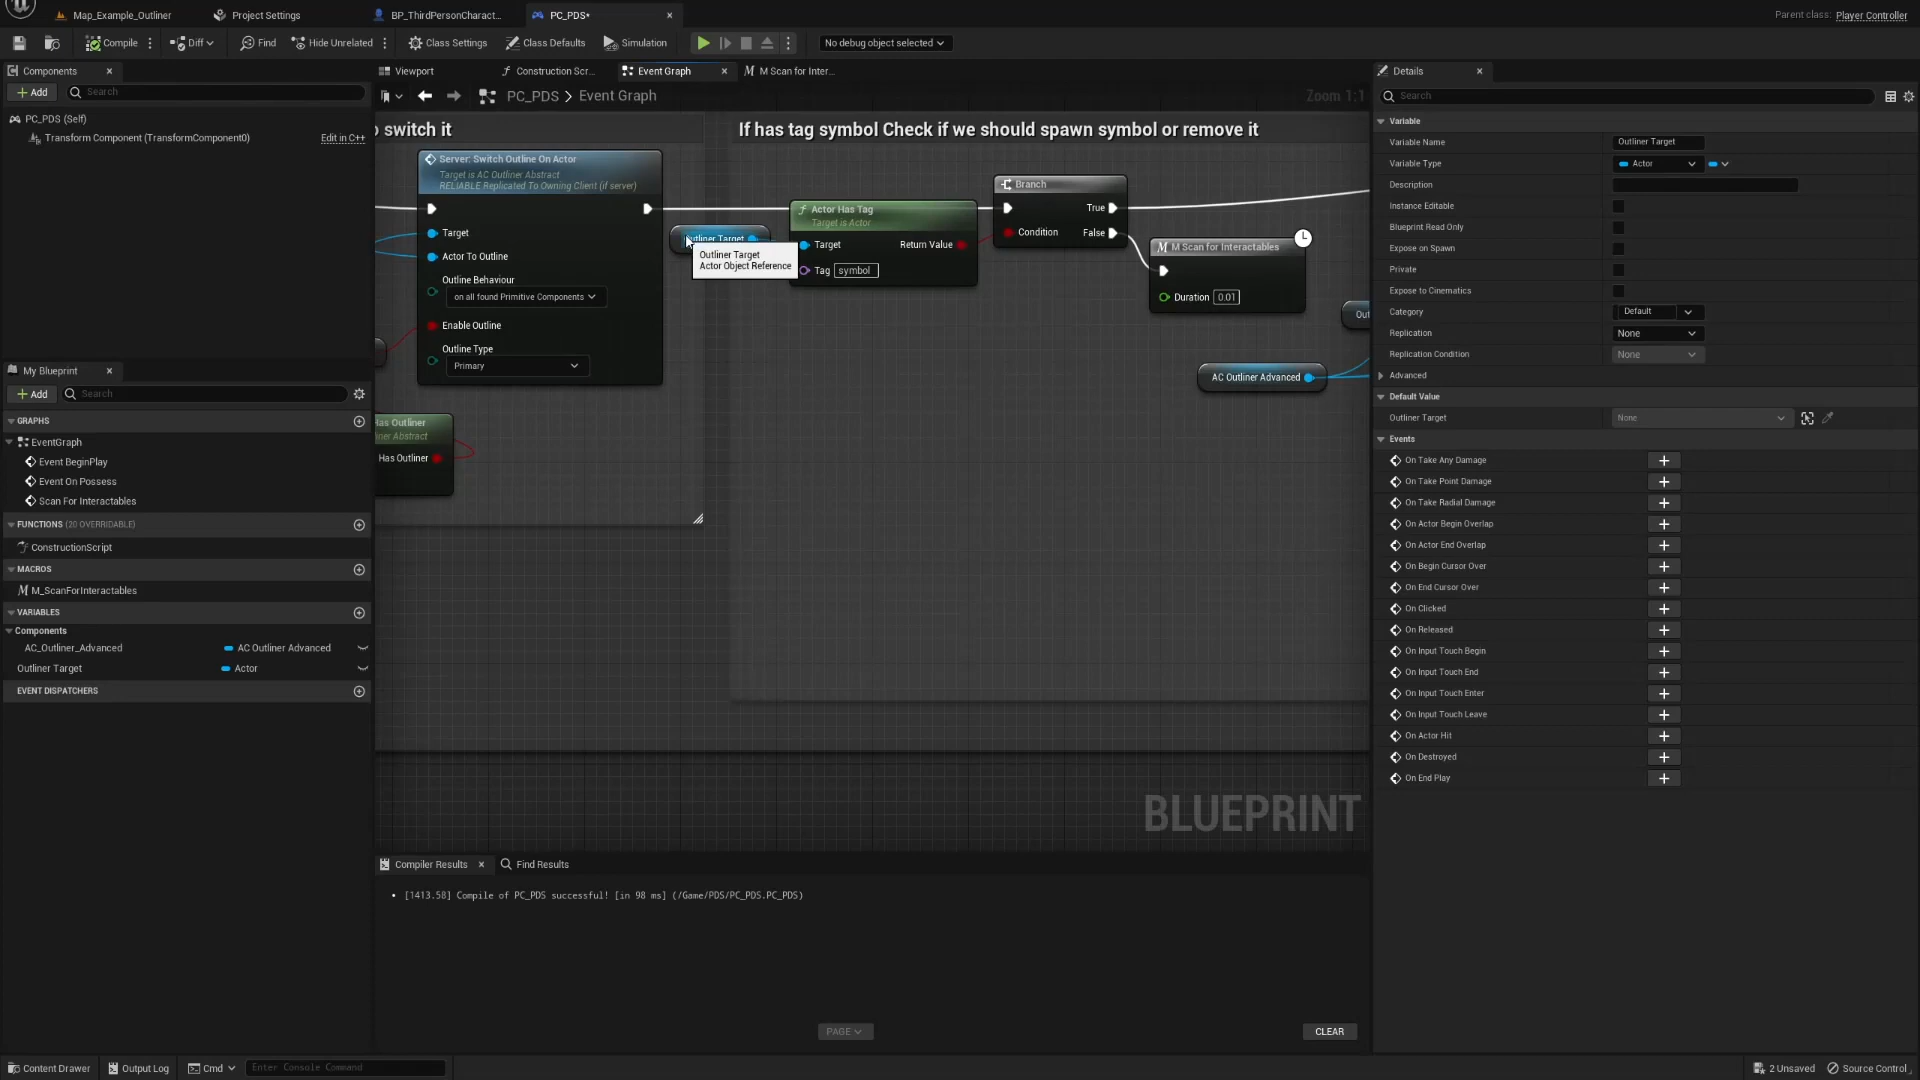 Map_Example_Outliner
Project Settings
BP_ThirdPersonCharact...
PC_PDS*
Parent class: Player Controller
Compile
Diff
Find
Hide Unrelated
Class Settings
Class Defaults
Simulation
No debug object selected
Components
Add
Search
PC_PDS (Self)
Transform Component (TransformComponent0)
Edit in C++
My Blueprint
Add
Search
GRAPHS
EventGraph
Event BeginPlay
Event On Possess
Scan For Interactables
FUNCTIONS (20 OVERRIDABLE)
ConstructionScript
MACROS
M_ScanForInteractables
VARIABLES
Components
AC_Outliner_Advanced
AC Outliner Advanced
Outliner Target
Actor
EVENT DISPATCHERS
Viewport
Construction Scr...
Event Graph
M Scan for Inter...
PC_PDS > Event Graph
Zoom 1:1
switch it
Server: Switch Outline On Actor
Target is AC Outliner Abstract
RELIABLE Replicated To Owning Client (if server)
Target
Actor To Outline
Outline Behaviour
on all found Primitive Components
Enable Outline
Outline Type
Primary
Has Outliner
iner Abstract
Has Outliner
If has tag symbol Check if we should spawn symbol or remove it
Outliner Target
Outliner Target
Actor Object Reference
Actor Has Tag
Target is Actor
Target
Return Value
Tag symbol
Branch
True
Condition
False
M Scan for Interactables
Duration 0.01
Out
AC Outliner Advanced
BLUEPRINT
Compiler Results
Find Results
[1413.58] Compile of PC_PDS successful! [in 98 ms] (/Game/PDS/PC_PDS.PC_PDS)
PAGE
CLEAR
Details
Search
Variable
Variable Name
Outliner Target
Variable Type
Actor
Description
Instance Editable
Blueprint Read Only
Expose on Spawn
Private
Expose to Cinematics
Category
Default
Replication
None
Replication Condition
None
Advanced
Default Value
Outliner Target
None
Events
On Take Any Damage
On Take Point Damage
On Take Radial Damage
On Actor Begin Overlap
On Actor End Overlap
On Begin Cursor Over
On End Cursor Over
On Clicked
On Released
On Input Touch Begin
On Input Touch End
On Input Touch Enter
On Input Touch Leave
On Actor Hit
On Destroyed
On End Play
Content Drawer
Output Log
Cmd
Enter Console Command
2 Unsaved
Source Control